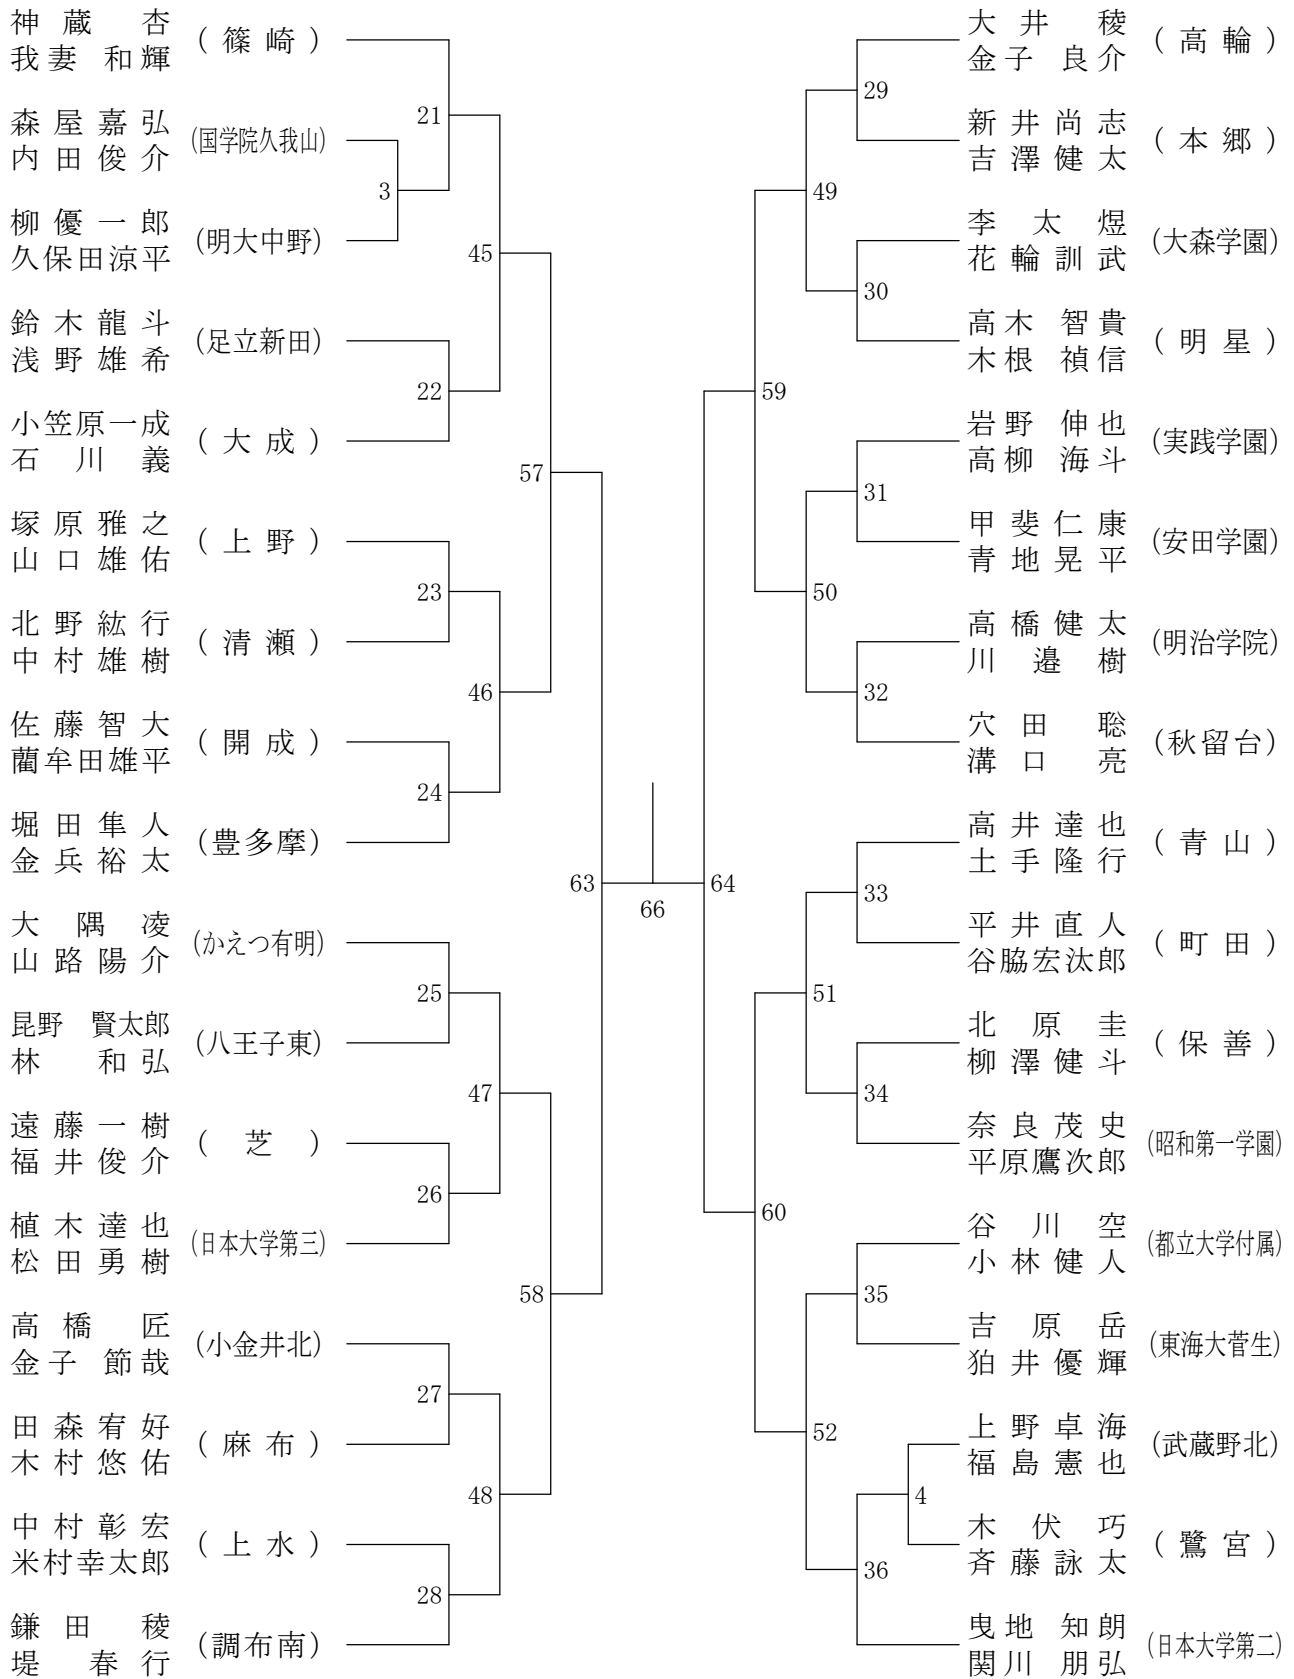 神蔵 杏
我妻 和輝
(篠崎)
森屋嘉弘
内田俊介
(国学院久我山)
柳優一郎
久保田涼平
(明大中野)
鈴木龍斗
浅野雄希
(足立新田)
小笠原一成
石川 義
(大成)
塚原雅之
山口雄佑
(上野)
北野紘行
中村雄樹
(清瀬)
佐藤智大
藺牟田雄平
(開成)
堀田隼人
金兵裕太
(豊多摩)
大隅 凌
山路陽介
(かえつ有明)
昆野 賢太郎
林 和弘
(八王子東)
遠藤一樹
福井俊介
(芝)
植木達也
松田勇樹
(日本大学第三)
高橋 匠
金子 節哉
(小金井北)
田森宥好
木村悠佑
(麻布)
中村彰宏
米村幸太郎
(上水)
鎌田 稜
堤 春行
(調布南)
21
3
45
22
57
23
46
24
63
25
47
26
58
27
48
28
66
64
29
49
30
59
31
50
32
33
51
34
60
35
52
4
36
大井 稜
金子 良介
(高輪)
新井尚志
吉澤健太
(本郷)
李太煜
花輪訓武
(大森学園)
高木 智貴
木根 禎信
(明星)
岩野 伸也
高柳 海斗
(実践学園)
甲斐仁康
青地晃平
(安田学園)
高橋健太
川邉 樹
(明治学院)
穴田 聡
溝口 亮
(秋留台)
高井達也
土手隆行
(青山)
平井直人
谷脇宏汰郎
(町田)
北原 圭
柳澤健斗
(保善)
奈良茂史
平原鷹次郎
(昭和第一学園)
谷川 空
小林健人
(都立大学付属)
吉原 岳
狛井優輝
(東海大菅生)
上野卓海
福島憲也
(武蔵野北)
木伏 巧
斉藤詠太
(鷺宮)
曳地 知朗
関川 朋弘
(日本大学第二)